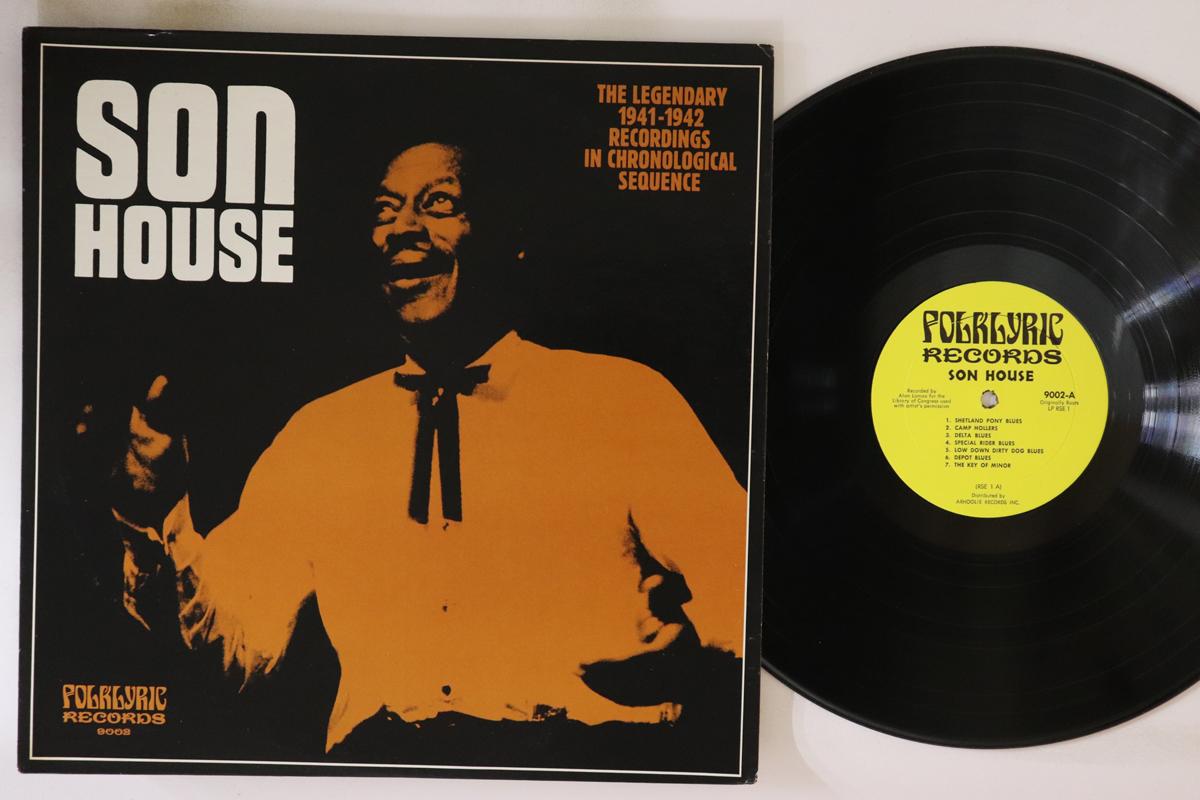 SON
HOUSE
THE LEGENDARY
1941-1942
RECORDINGS
IN CHRONOLOGICAL
SEQUENCE
FOLKLYRIC
RECORDS
9002
FOLKLYRIC
RECORDS
SON HOUSE
Recorded by
Alan Lomax for the
Library of Congress used
with artist's permission
9002-A
Originally Roots
LP RSE 1
1. SHETLAND PONY BLUES
2. CAMP HOLLERS
3. DELTA BLUES
4. SPECIAL RIDER BLUES
5. LOW DOWN DIRTY DOG BLUES
6. DEPOT BLUES
7. THE KEY OF MINOR
(RSE 1 A)
Distributed by
ARHOOLIE RECORDS INC.